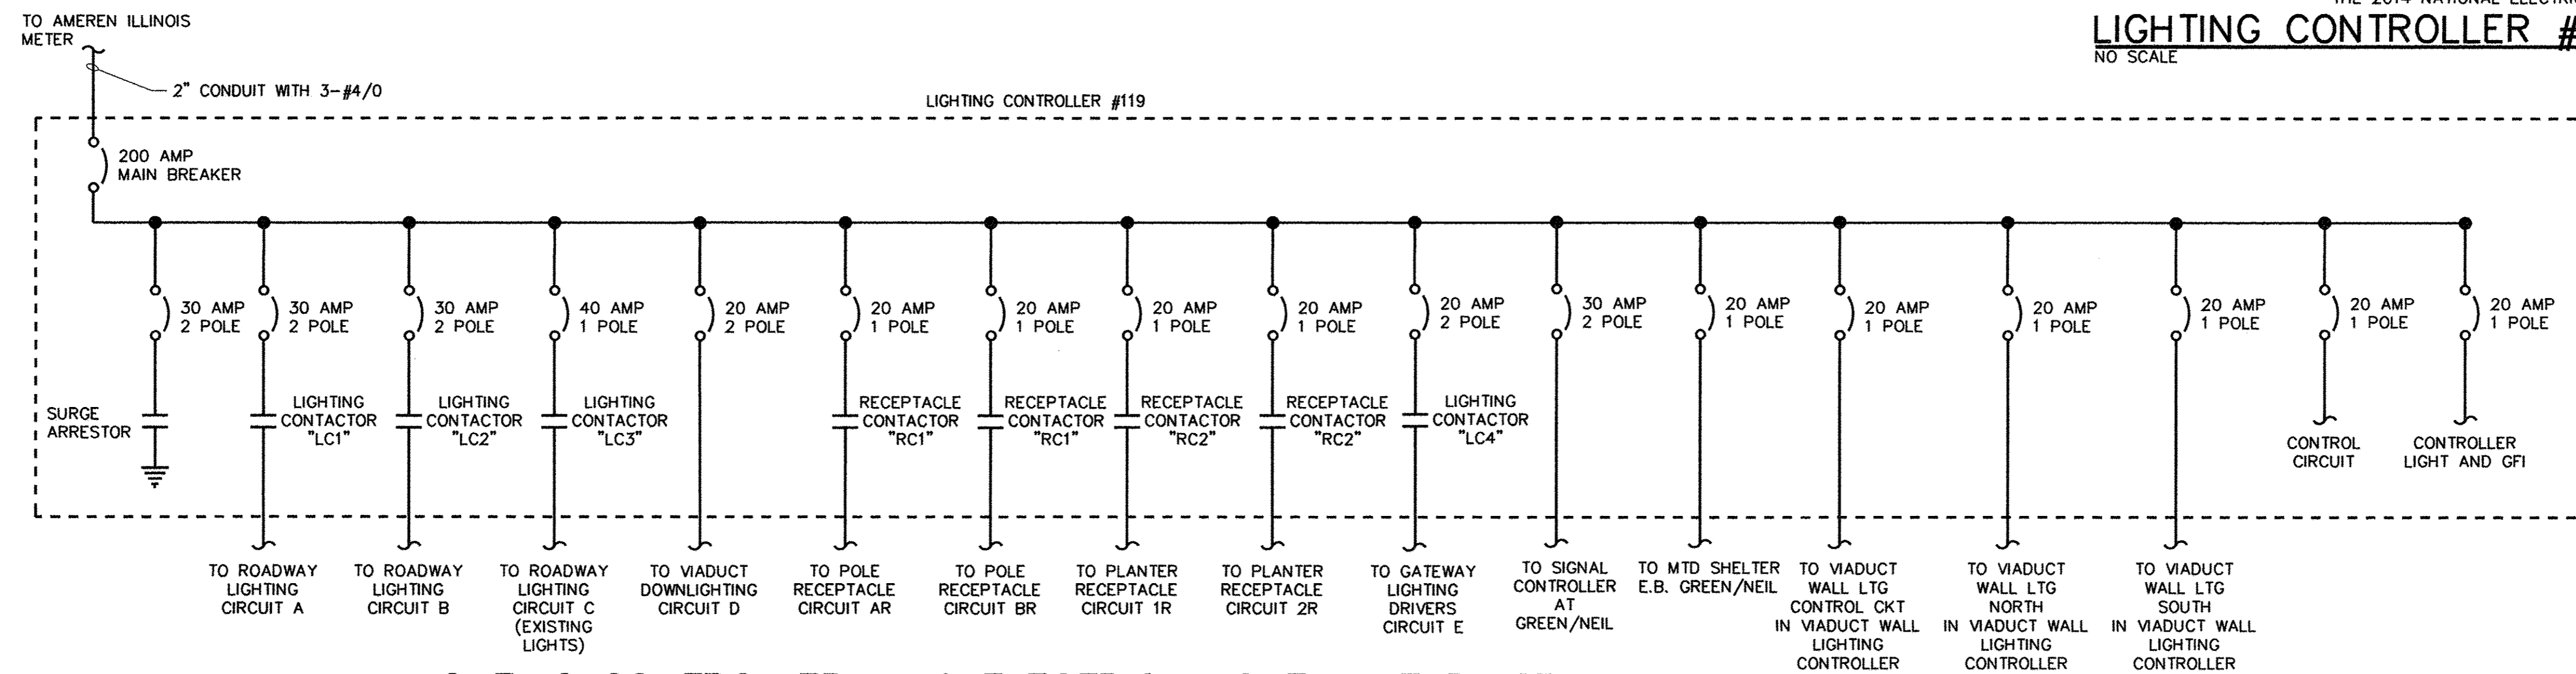 TO AMEREN ILLINOIS
METER
2" CONDUIT WITH 3-#4/0
LIGHTING CONTROLLER #
NO SCALE
LIGHTING CONTROLLER #119
200 AMP
MAIN BREAKER
30 AMP
2 POLE
30 AMP
2 POLE
30 AMP
2 POLE
40 AMP
1 POLE
20 AMP
2 POLE
20 AMP
1 POLE
20 AMP
1 POLE
20 AMP
1 POLE
20 AMP
1 POLE
20 AMP
2 POLE
30 AMP
2 POLE
20 AMP
1 POLE
20 AMP
1 POLE
20 AMP
1 POLE
20 AMP
1 POLE
20 AMP
1 POLE
20 AMP
1 POLE
SURGE
ARRESTOR
LIGHTING
CONTACTOR
"LC1"
LIGHTING
CONTACTOR
"LC2"
LIGHTING
CONTACTOR
"LC3"
RECEPTACLE
CONTACTOR
"RC1"
RECEPTACLE
CONTACTOR
"RC1"
RECEPTACLE
CONTACTOR
"RC2"
RECEPTACLE
CONTACTOR
"RC2"
LIGHTING
CONTACTOR
"LC4"
CONTROL
CIRCUIT
CONTROLLER
LIGHT AND GFI
TO ROADWAY
LIGHTING
CIRCUIT A
TO ROADWAY
LIGHTING
CIRCUIT B
TO ROADWAY
LIGHTING
CIRCUIT C
(EXISTING
LIGHTS)
TO VIADUCT
DOWNLIGHTING
CIRCUIT D
TO POLE
RECEPTACLE
CIRCUIT AR
TO POLE
RECEPTACLE
CIRCUIT BR
TO PLANTER
RECEPTACLE
CIRCUIT 1R
TO PLANTER
RECEPTACLE
CIRCUIT 2R
TO GATEWAY
LIGHTING
DRIVERS
CIRCUIT E
TO SIGNAL
CONTROLLER
AT
GREEN/NEIL
TO MTD SHELTER
E.B. GREEN/NEIL
TO VIADUCT
WALL LTG
CONTROL CKT
IN VIADUCT WALL
LIGHTING
CONTROLLER
TO VIADUCT
WALL LTG
NORTH
IN VIADUCT WALL
LIGHTING
CONTROLLER
TO VIADUCT
WALL LTG
SOUTH
IN VIADUCT WALL
LIGHTING
CONTROLLER